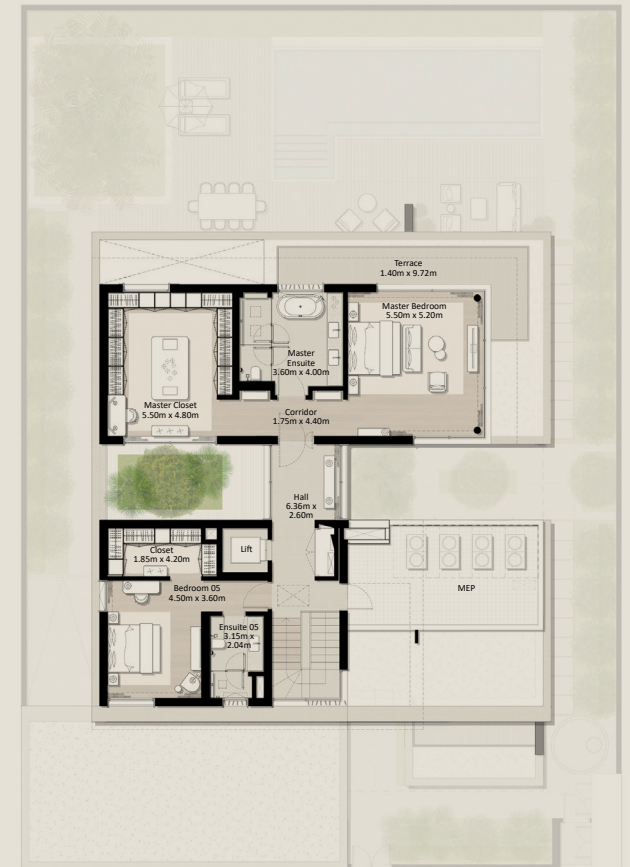 Terrace
1.40m x 9.72m
Master Bedroom
5.50m x 5.20m
Master
Ensuite
3.60m x 4.00m
Master Closet
5.50m x 4.80m
Corridor
1.75m x 4.40m
Hall
6.36m x
2.60m
Closet
1.85m x 4.20m
Lift
Bedroom 05
4.50m x 3.60m
MEP
Ensuite 05
3.15m x
2.04m